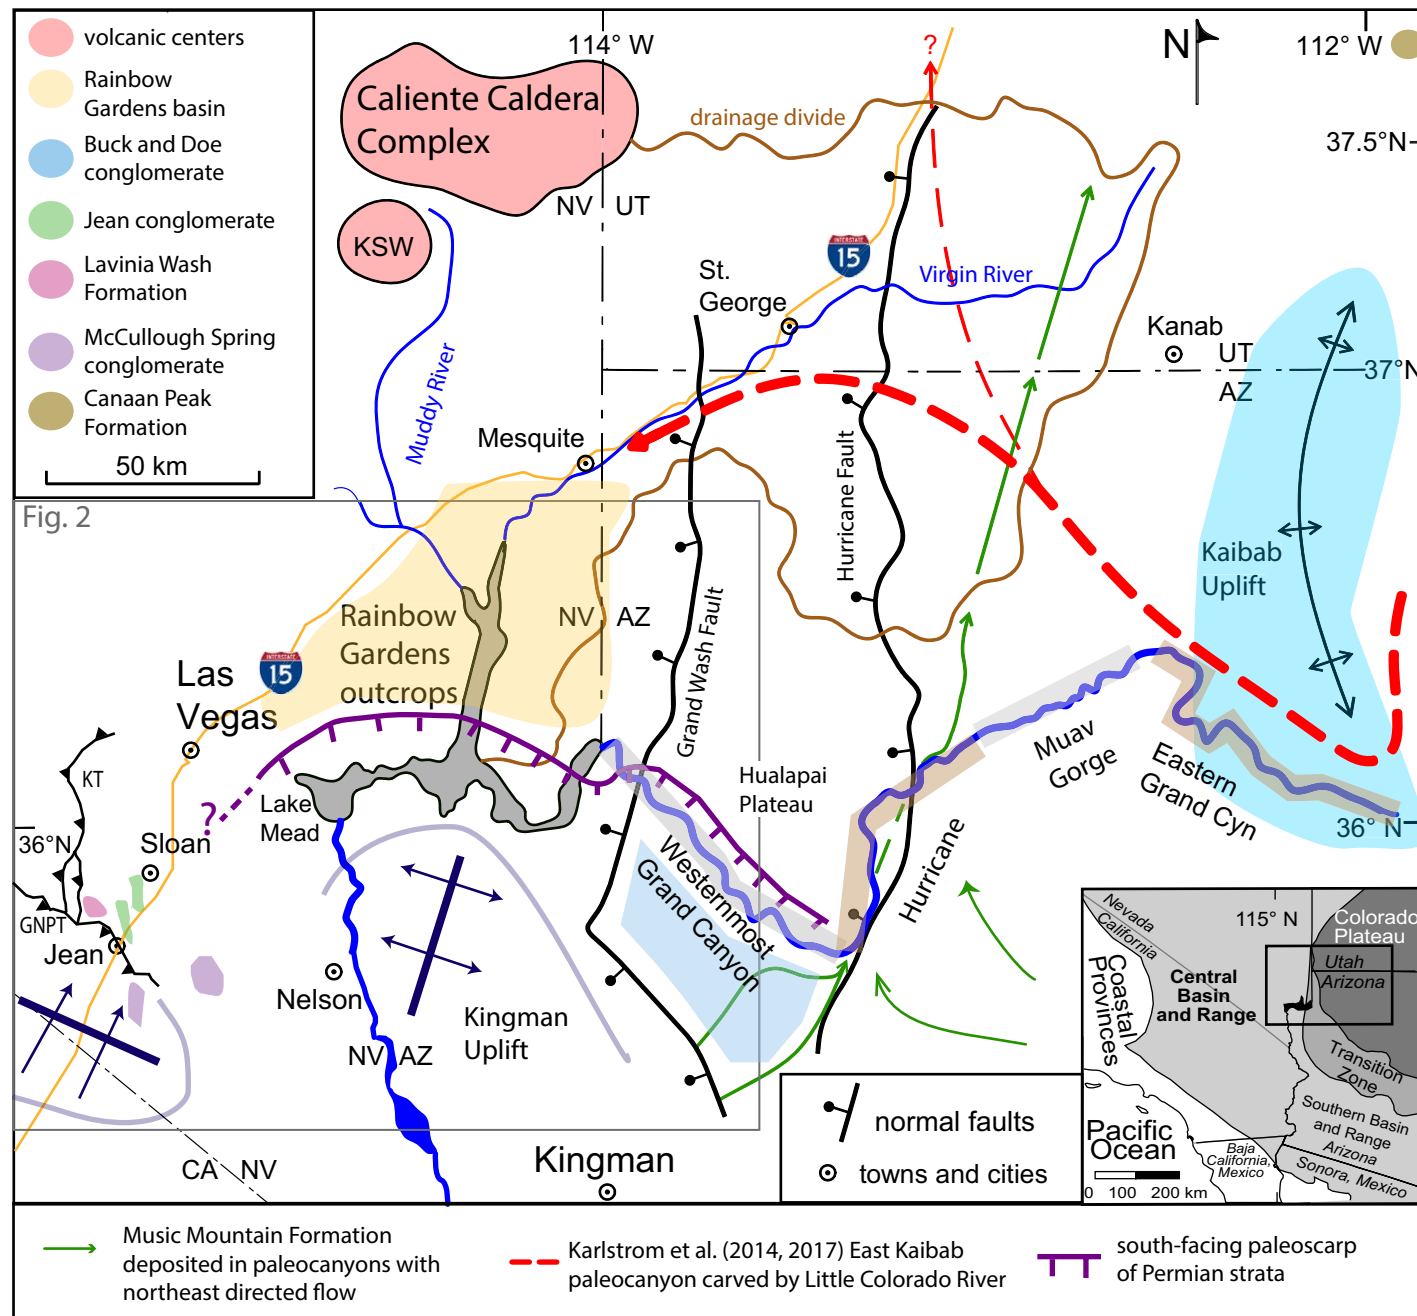 volcanic centers
Rainbow
Gardens basin
Buck and Doe
conglomerate
Jean conglomerate
Lavinia Wash
Formation
McCullough Spring
conglomerate
Canaan Peak
Formation
50 km
114° W
112° W
N
?
Caliente Caldera
Complex
drainage divide
37.5°N
NV UT
KSW
INTERSTATE
15
St.
George
Virgin River
Kanab
UT
37°N
AZ
Muddy River
Mesquite
Hurricane Fault
Fig. 2
Kaibab
Uplift
Rainbow
Gardens
outcrops
NV AZ
Grand Wash Fault
INTERSTATE
15
Las
Vegas
KT
Muav
Gorge
Eastern
Grand Cyn
Hualapai
Plateau
Lake
Mead
?
36°N
36° N
Sloan
Westernmost
Grand Canyon
Hurricane
GNPT
Jean
Nelson
Kingman
Uplift
NV AZ
CA NV
Kingman
normal faults
towns and cities
Nevada
California
115° N
Colorado
Plateau
Coastal
Provinces
Central
Basin
and Range
Utah
Arizona
Transition
Zone
Southern Basin
and Range
Arizona
Pacific
Ocean
Baja
California,
Mexico
Sonora, Mexico
0 100 200 km
Music Mountain Formation
deposited in paleocanyons with
northeast directed flow
Karlstrom et al. (2014, 2017) East Kaibab
paleocanyon carved by Little Colorado River
south-facing paleoscarp
of Permian strata